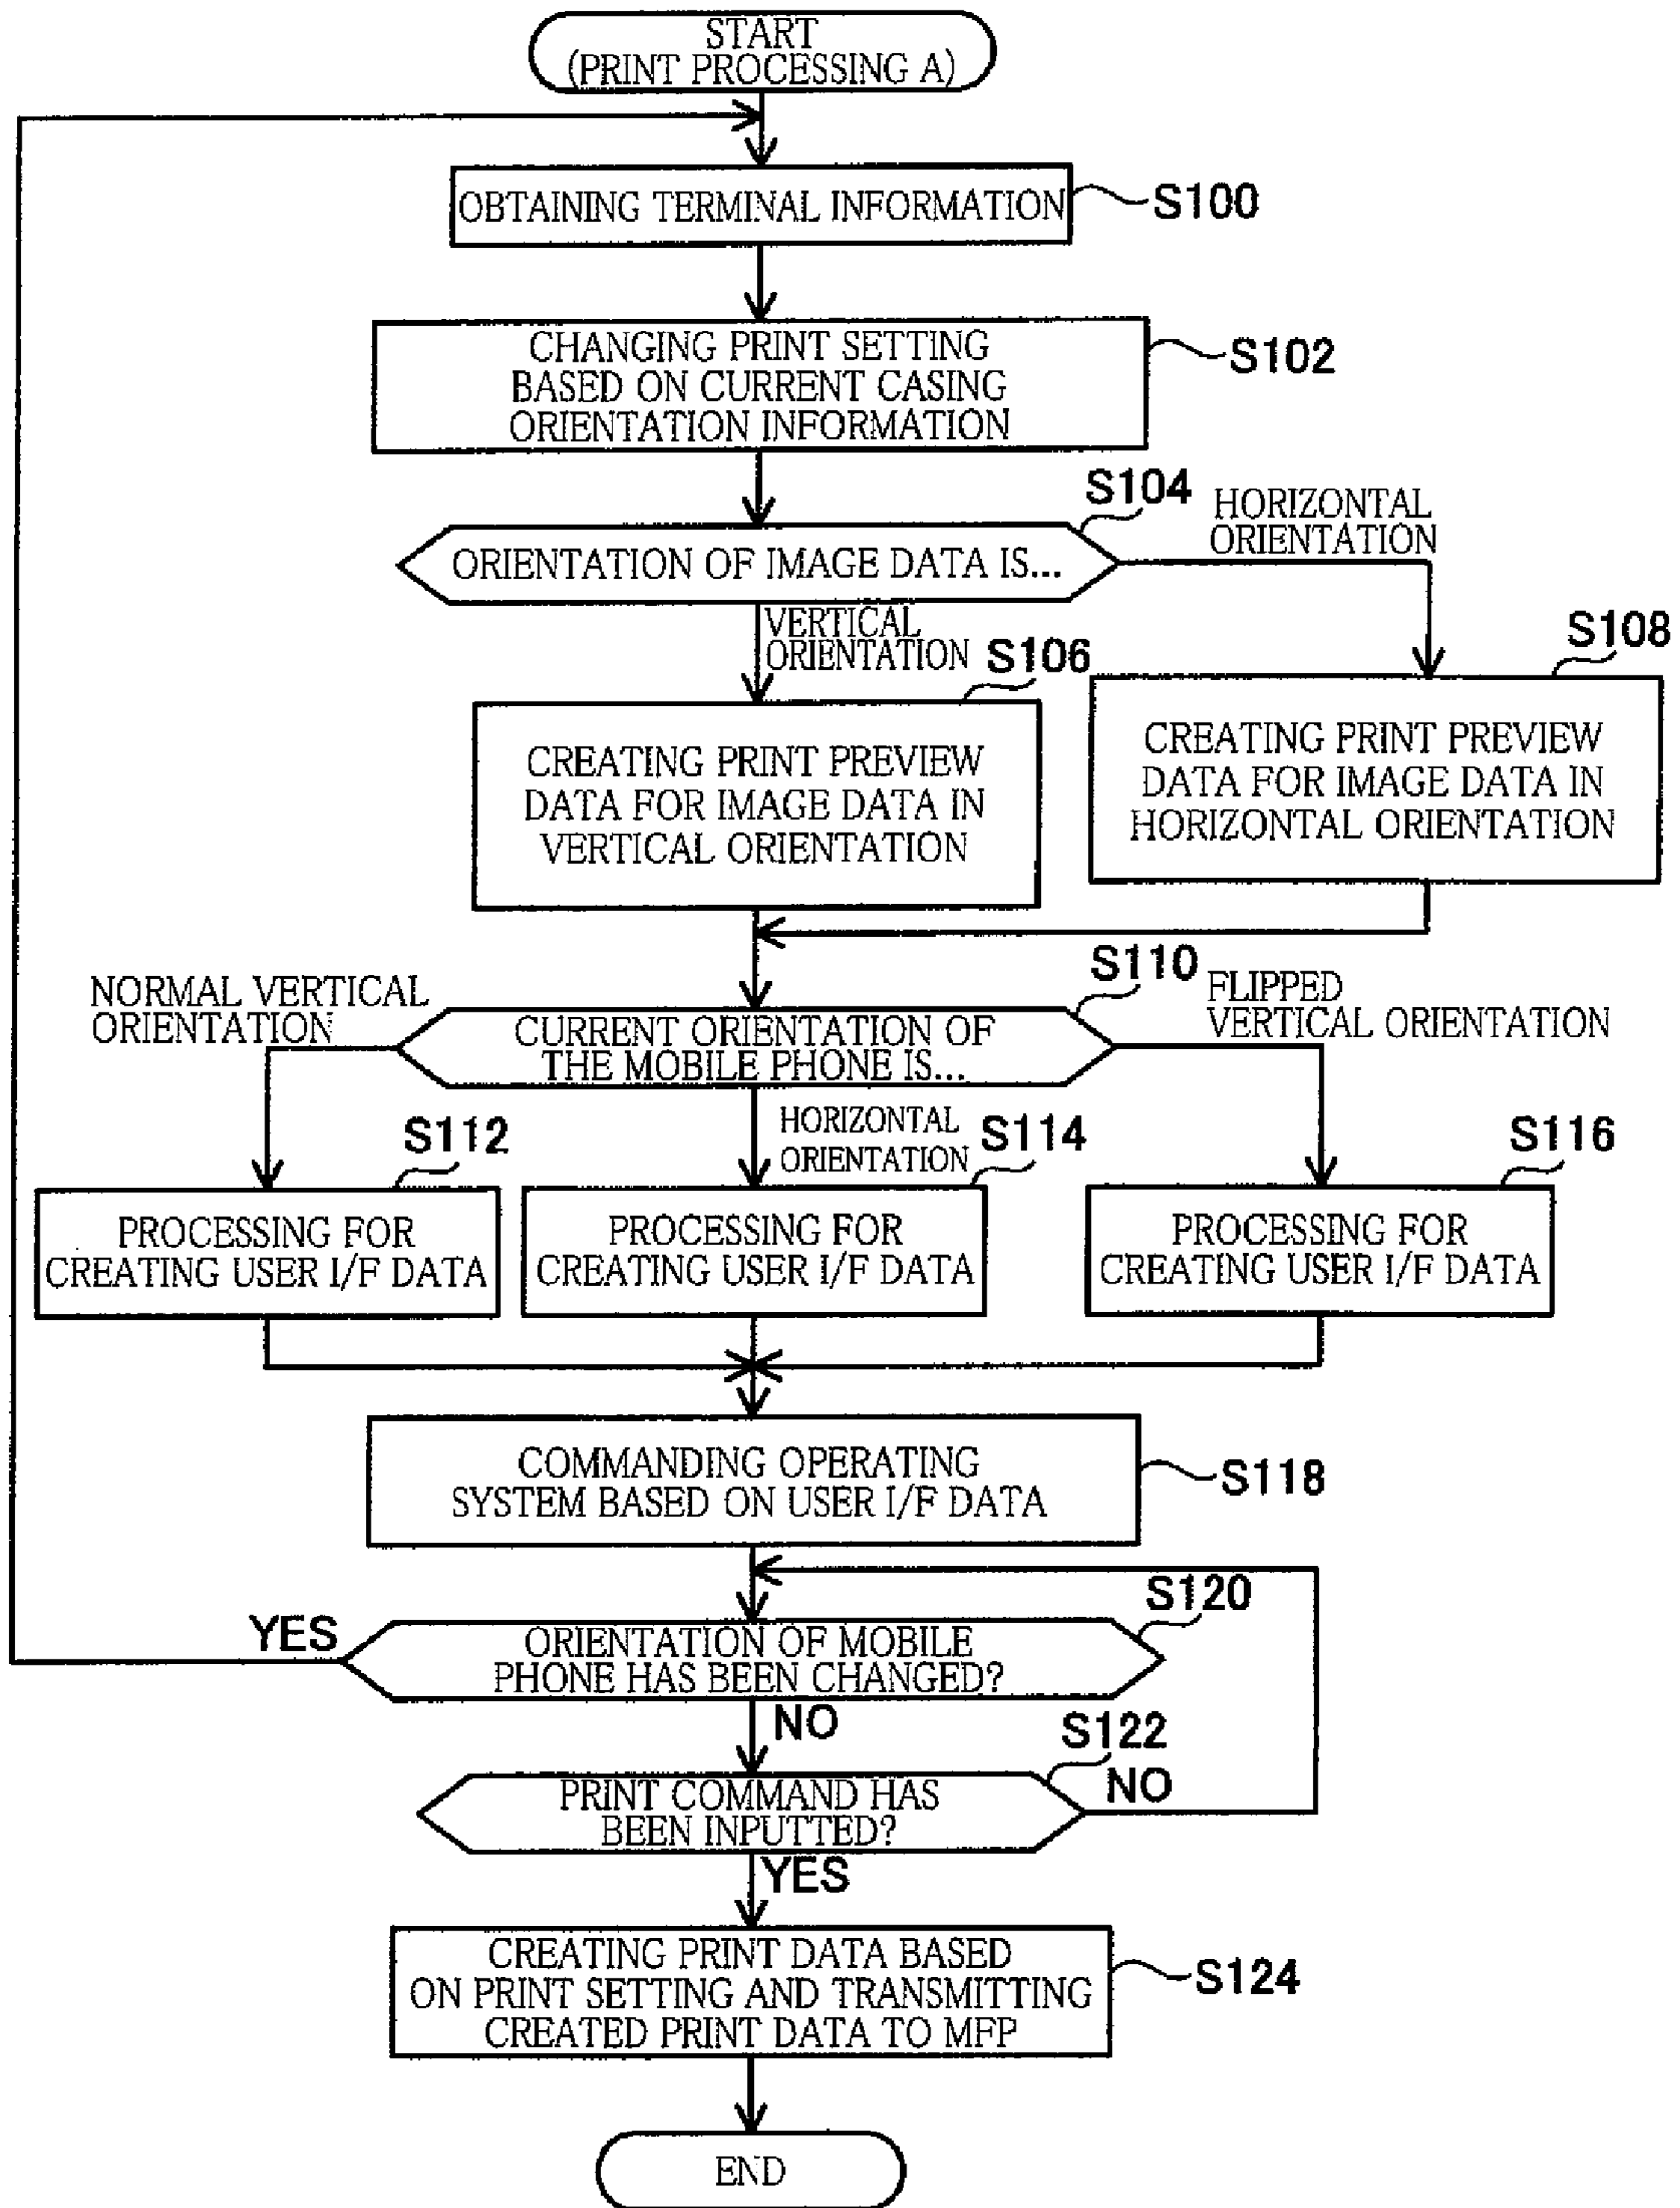 START
(PRINT PROCESSING A)
OBTAINING TERMINAL INFORMATION
S100
CHANGING PRINT SETTING
BASED ON CURRENT CASING
ORIENTATION INFORMATION
S102
S104
ORIENTATION OF IMAGE DATA IS...
HORIZONTAL
ORIENTATION
VERTICAL
ORIENTATION
S106
S108
CREATING PRINT PREVIEW
DATA FOR IMAGE DATA IN
VERTICAL ORIENTATION
CREATING PRINT PREVIEW
DATA FOR IMAGE DATA IN
HORIZONTAL ORIENTATION
S110
NORMAL VERTICAL
ORIENTATION
CURRENT ORIENTATION OF
THE MOBILE PHONE IS...
FLIPPED
VERTICAL ORIENTATION
S112
HORIZONTAL
ORIENTATION
S114
S116
PROCESSING FOR
CREATING USER I/F DATA
PROCESSING FOR
CREATING USER I/F DATA
PROCESSING FOR
CREATING USER I/F DATA
COMMANDING OPERATING
SYSTEM BASED ON USER I/F DATA
S118
S120
YES
ORIENTATION OF MOBILE
PHONE HAS BEEN CHANGED?
NO
S122
PRINT COMMAND HAS
BEEN INPUTTED?
NO
YES
CREATING PRINT DATA BASED
ON PRINT SETTING AND TRANSMITTING
CREATED PRINT DATA TO MFP
S124
END